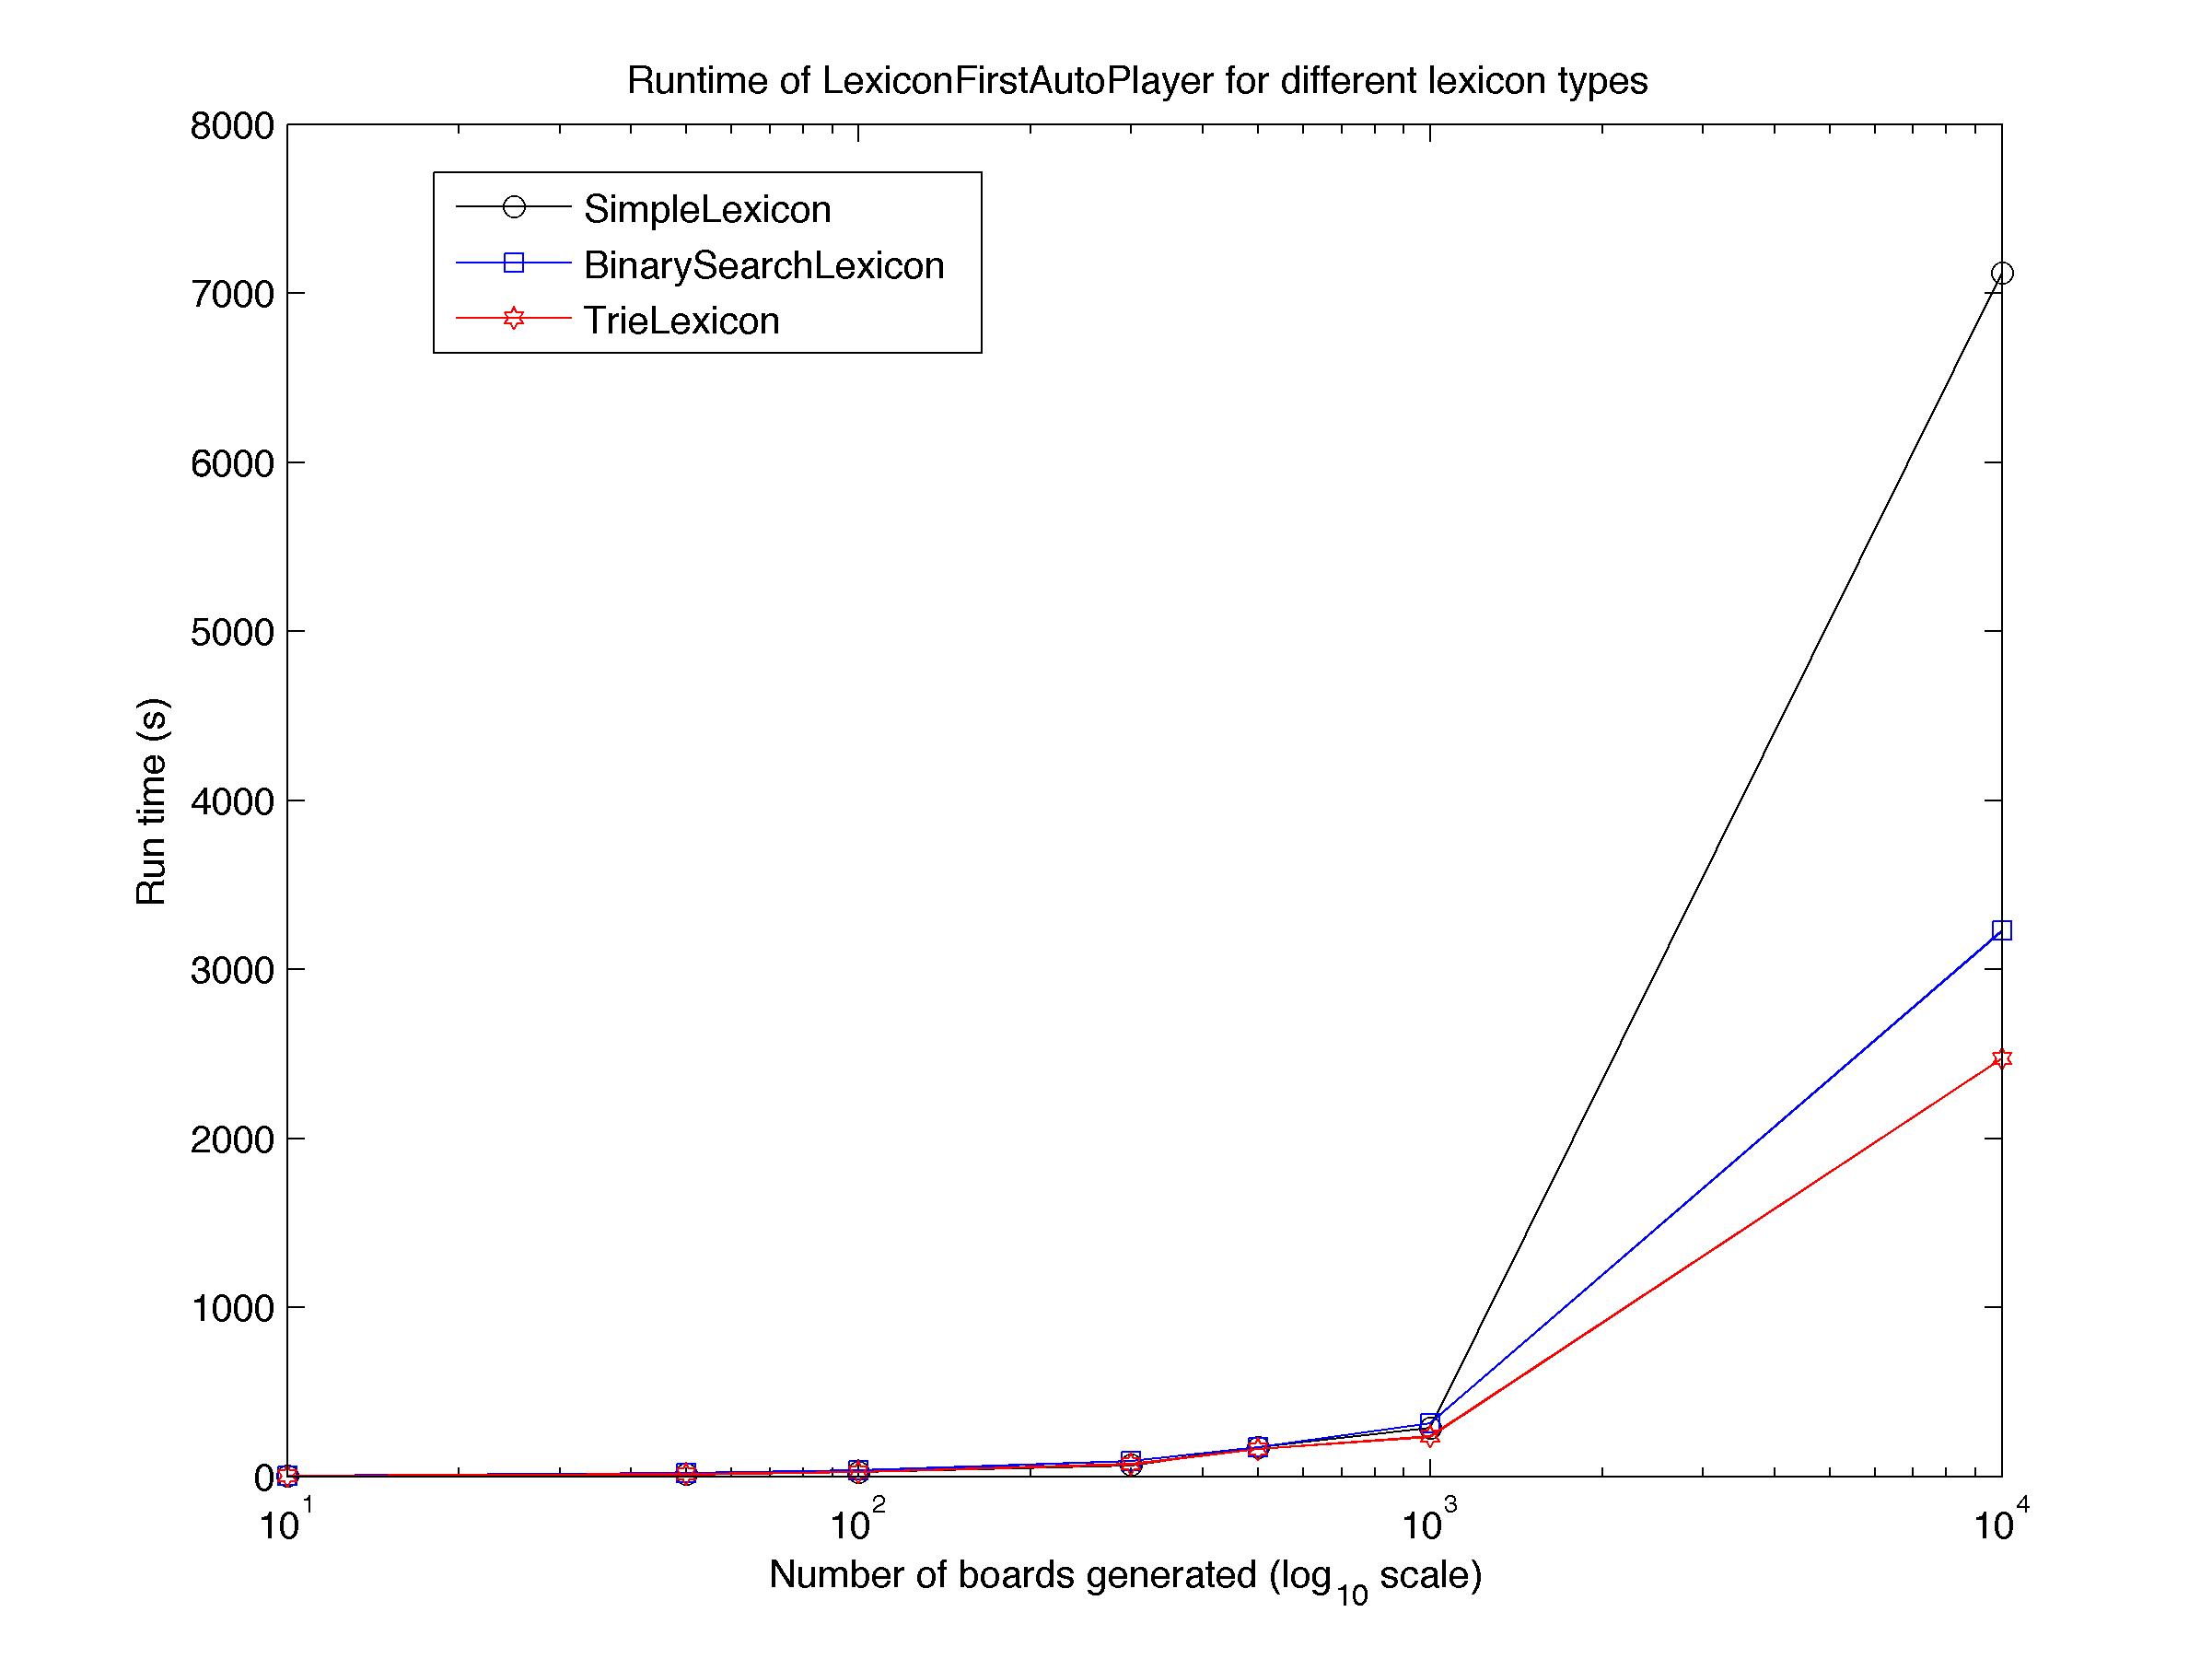 Runtime of LexiconFirstAutoPlayer for different lexicon types
8000
7000
6000
5000
4000
3000
2000
1000
0
Run time (s)
SimpleLexicon
BinarySearchLexicon
TrieLexicon
10^1 10^2 10^3 10^4
Number of boards generated (log_10 scale)